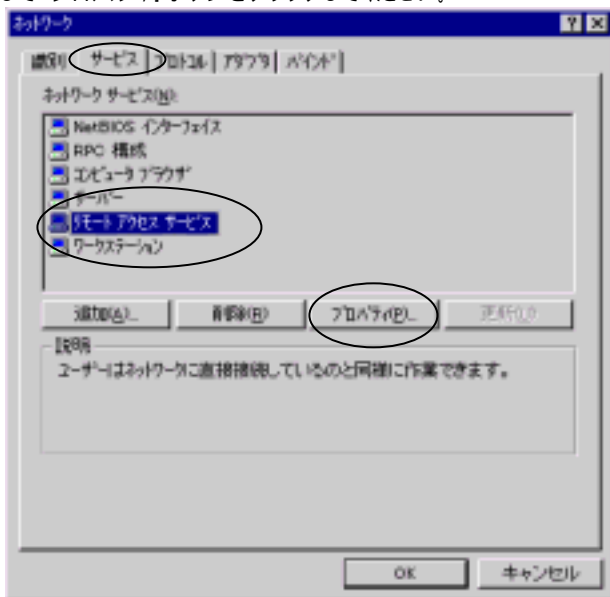 ネットワーク
識別 サービス プロトコル アダプタ バインド
ネットワーク サービス(N):
NetBIOS インターフェイス
RPC 構成
コンピュータ ブラウザ
サーバー
リモート アクセス サービス
ワークステーション
追加(A)... 削除(R) プロパティ(P)... 更新(U)
説明
ユーザーはネットワークに直接接続しているのと同様に作業できます。
OK キャンセル